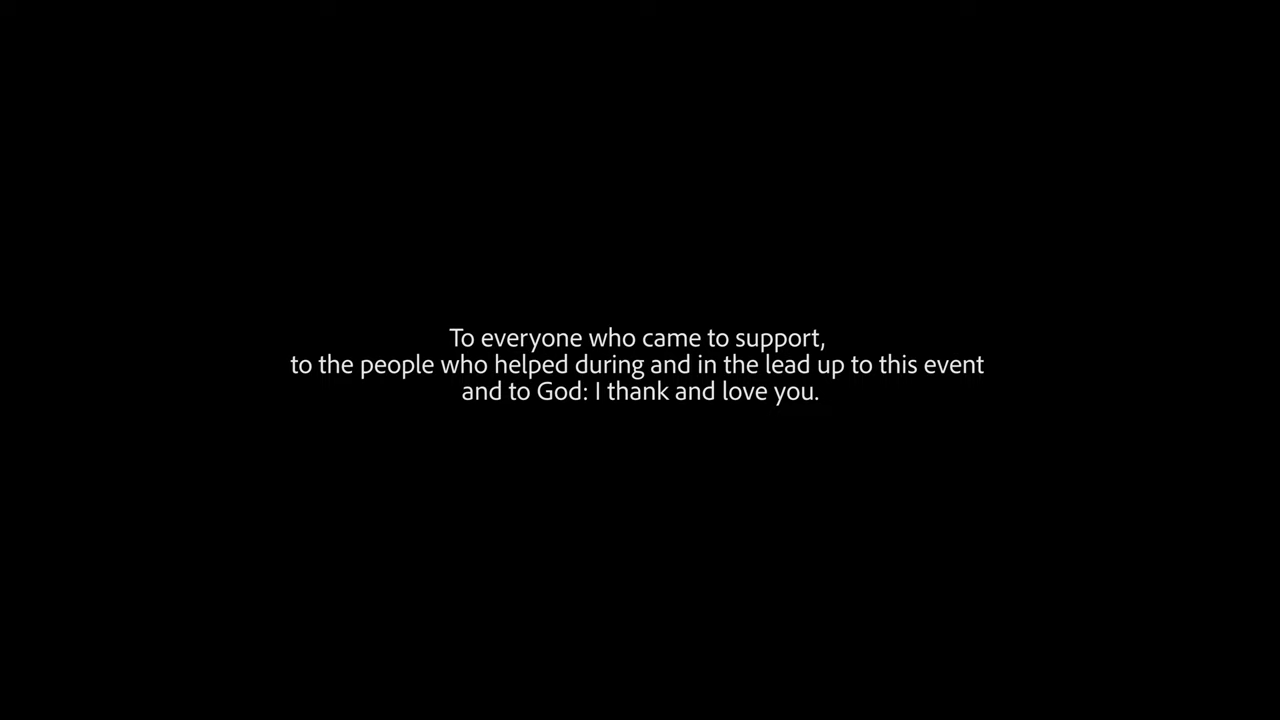 To everyone who came to support,
to the people who helped during and in the lead up to this event
and to God: I thank and love you.